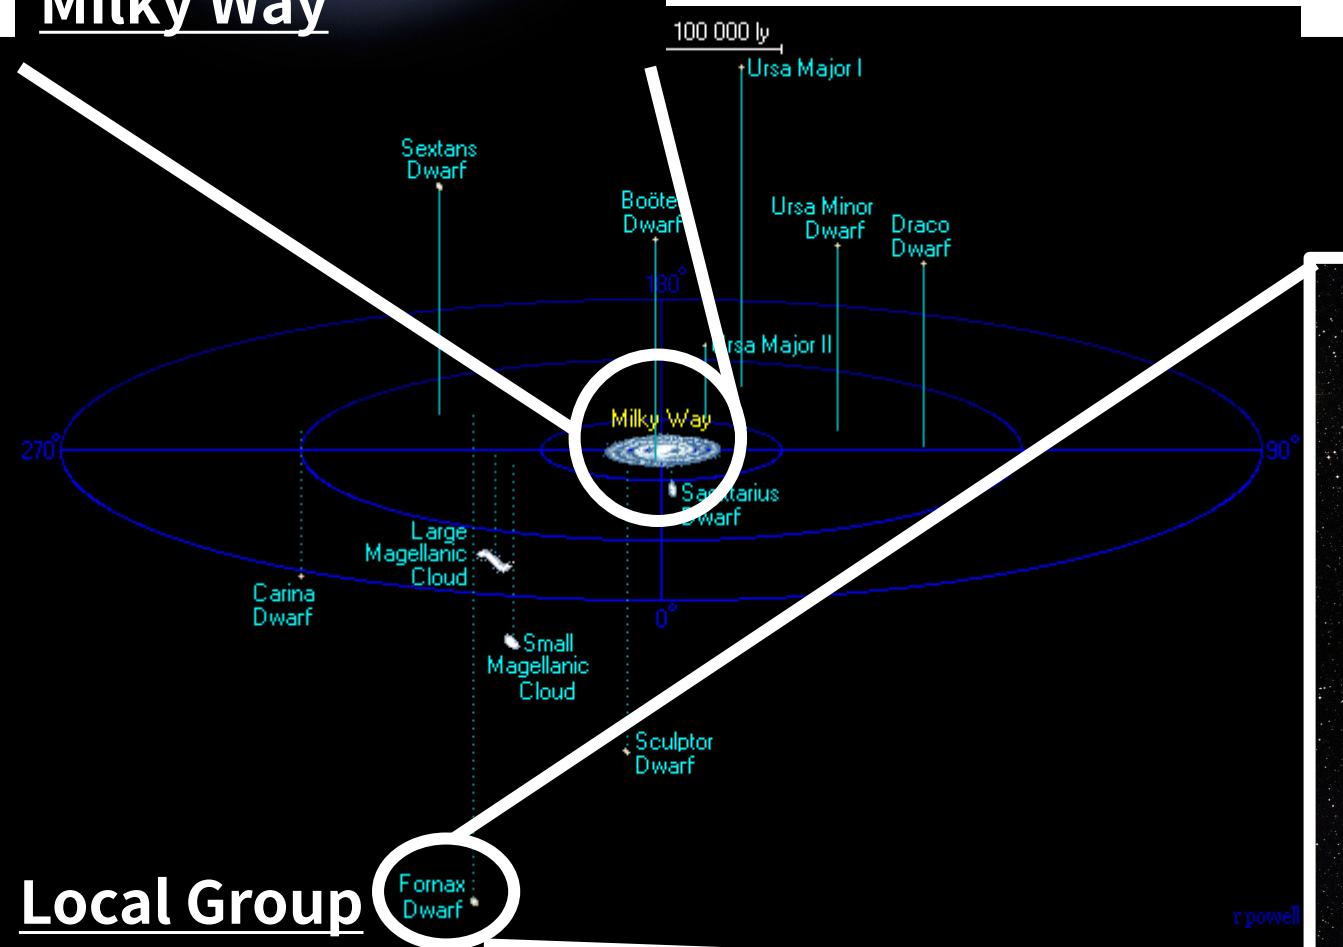 Milky Way
100 000 ly
Ursa Major I
Sextans
Dwarf
Boöte
Dwarf
Ursa Minor
Dwarf
Draco
Dwarf
180°
Ursa Major II
Milky Way
270°
90°
Sagittarius
Dwarf
Large
Magellanic
Cloud
Carina
Dwarf
0°
Small
Magellanic
Cloud
Sculptor
Dwarf
Fornax
Dwarf
Local Group
r powell